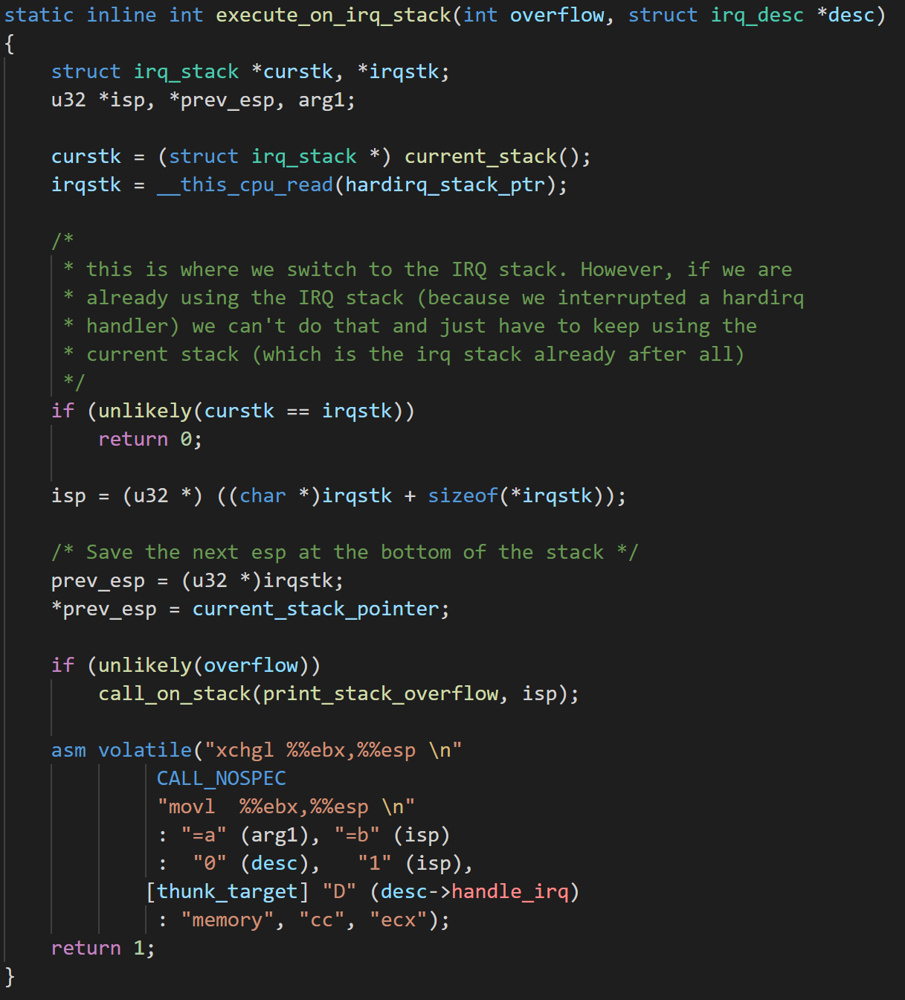 static inline int execute_on_irq_stack(int overflow, struct irq_desc *desc)
{
    struct irq_stack *curstk, *irqstk;
    u32 *isp, *prev_esp, arg1;

    curstk = (struct irq_stack *) current_stack();
    irqstk = __this_cpu_read(hardirq_stack_ptr);

    /*
     * this is where we switch to the IRQ stack. However, if we are
     * already using the IRQ stack (because we interrupted a hardirq
     * handler) we can't do that and just have to keep using the
     * current stack (which is the irq stack already after all)
     */
    if (unlikely(curstk == irqstk))
        return 0;

    isp = (u32 *) ((char *)irqstk + sizeof(*irqstk));

    /* Save the next esp at the bottom of the stack */
    prev_esp = (u32 *)irqstk;
    *prev_esp = current_stack_pointer;

    if (unlikely(overflow))
        call_on_stack(print_stack_overflow, isp);

    asm volatile("xchgl %%ebx,%%esp \n"
             CALL_NOSPEC
             "movl  %%ebx,%%esp \n"
             : "=a" (arg1), "=b" (isp)
             :  "0" (desc),   "1" (isp),
            [thunk_target] "D" (desc->handle_irq)
             : "memory", "cc", "ecx");
    return 1;
}